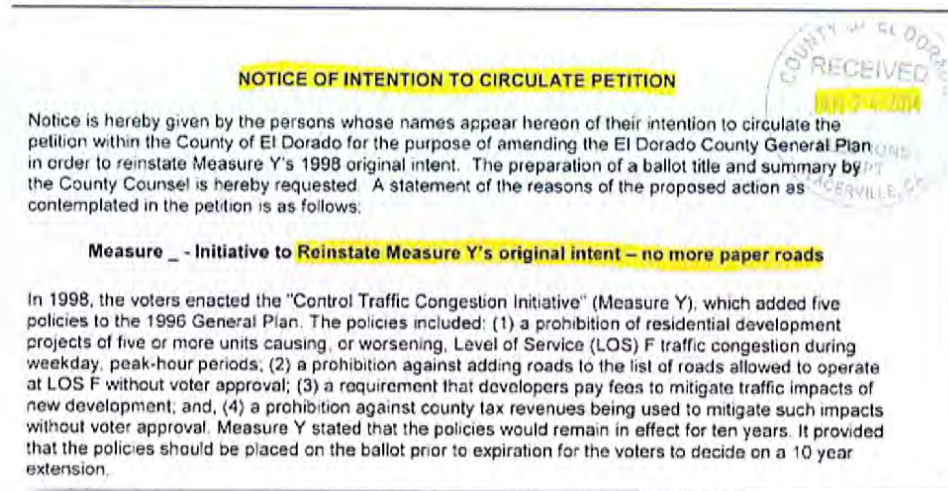 COUNTY OF EL DORADO
RECEIVED
NOTICE OF INTENTION TO CIRCULATE PETITION
Notice is hereby given by the persons whose names appear hereon of their intention to circulate the
petition within the County of El Dorado for the purpose of amending the El Dorado County General Plan
in order to reinstate Measure Y's 1998 original intent. The preparation of a ballot title and summary by
the County Counsel is hereby requested. A statement of the reasons of the proposed action as
contemplated in the petition is as follows:
Measure _ - Initiative to Reinstate Measure Y's original intent – no more paper roads
In 1998, the voters enacted the "Control Traffic Congestion Initiative" (Measure Y), which added five
policies to the 1996 General Plan. The policies included: (1) a prohibition of residential development
projects of five or more units causing, or worsening, Level of Service (LOS) F traffic congestion during
weekday, peak-hour periods; (2) a prohibition against adding roads to the list of roads allowed to operate
at LOS F without voter approval; (3) a requirement that developers pay fees to mitigate traffic impacts of
new development; and, (4) a prohibition against county tax revenues being used to mitigate such impacts
without voter approval. Measure Y stated that the policies would remain in effect for ten years. It provided
that the policies should be placed on the ballot prior to expiration for the voters to decide on a 10 year
extension.